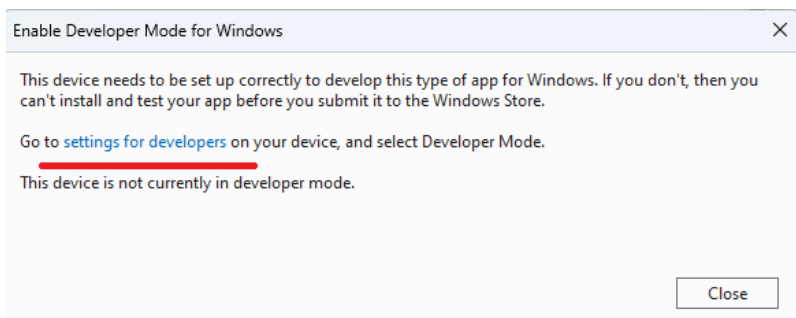 Enable Developer Mode for Windows
This device needs to be set up correctly to develop this type of app for Windows. If you don't, then you
can't install and test your app before you submit it to the Windows Store.
Go to settings for developers on your device, and select Developer Mode.
This device is not currently in developer mode.
Close